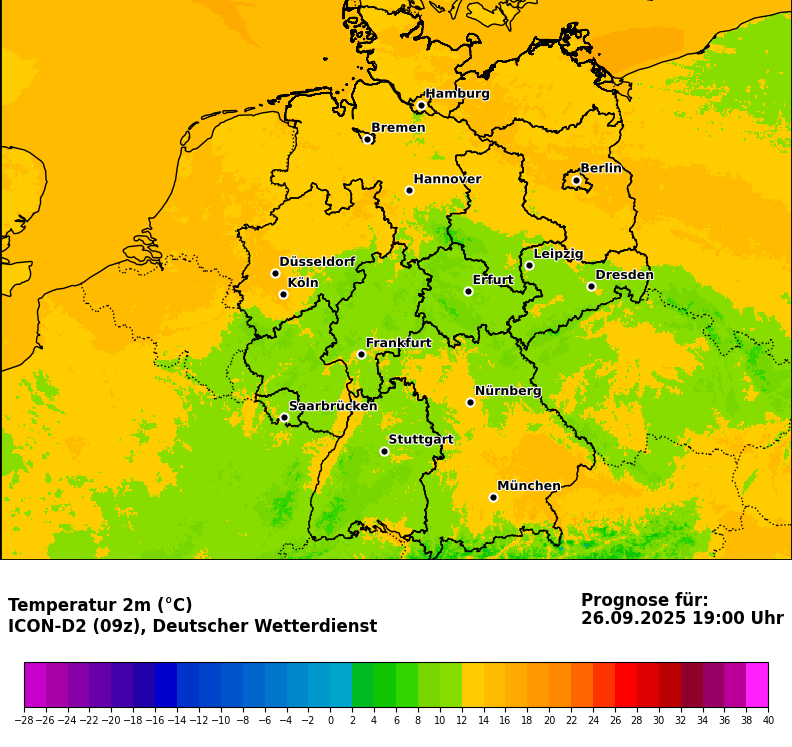 Hamburg
Bremen
Berlin
Hannover
Leipzig
Düsseldorf
Dresden
Köln
Erfurt
Frankfurt
Nürnberg
Saarbrücken
Stuttgart
München
Temperatur 2m (°C)
ICON-D2 (09z), Deutscher Wetterdienst
Prognose für:
26.09.2025 19:00 Uhr
−28 −26 −24 −22 −20 −18 −16 −14 −12 −10 −8 −6 −4 −2 0 2 4 6 8 10 12 14 16 18 20 22 24 26 28 30 32 34 36 38 40